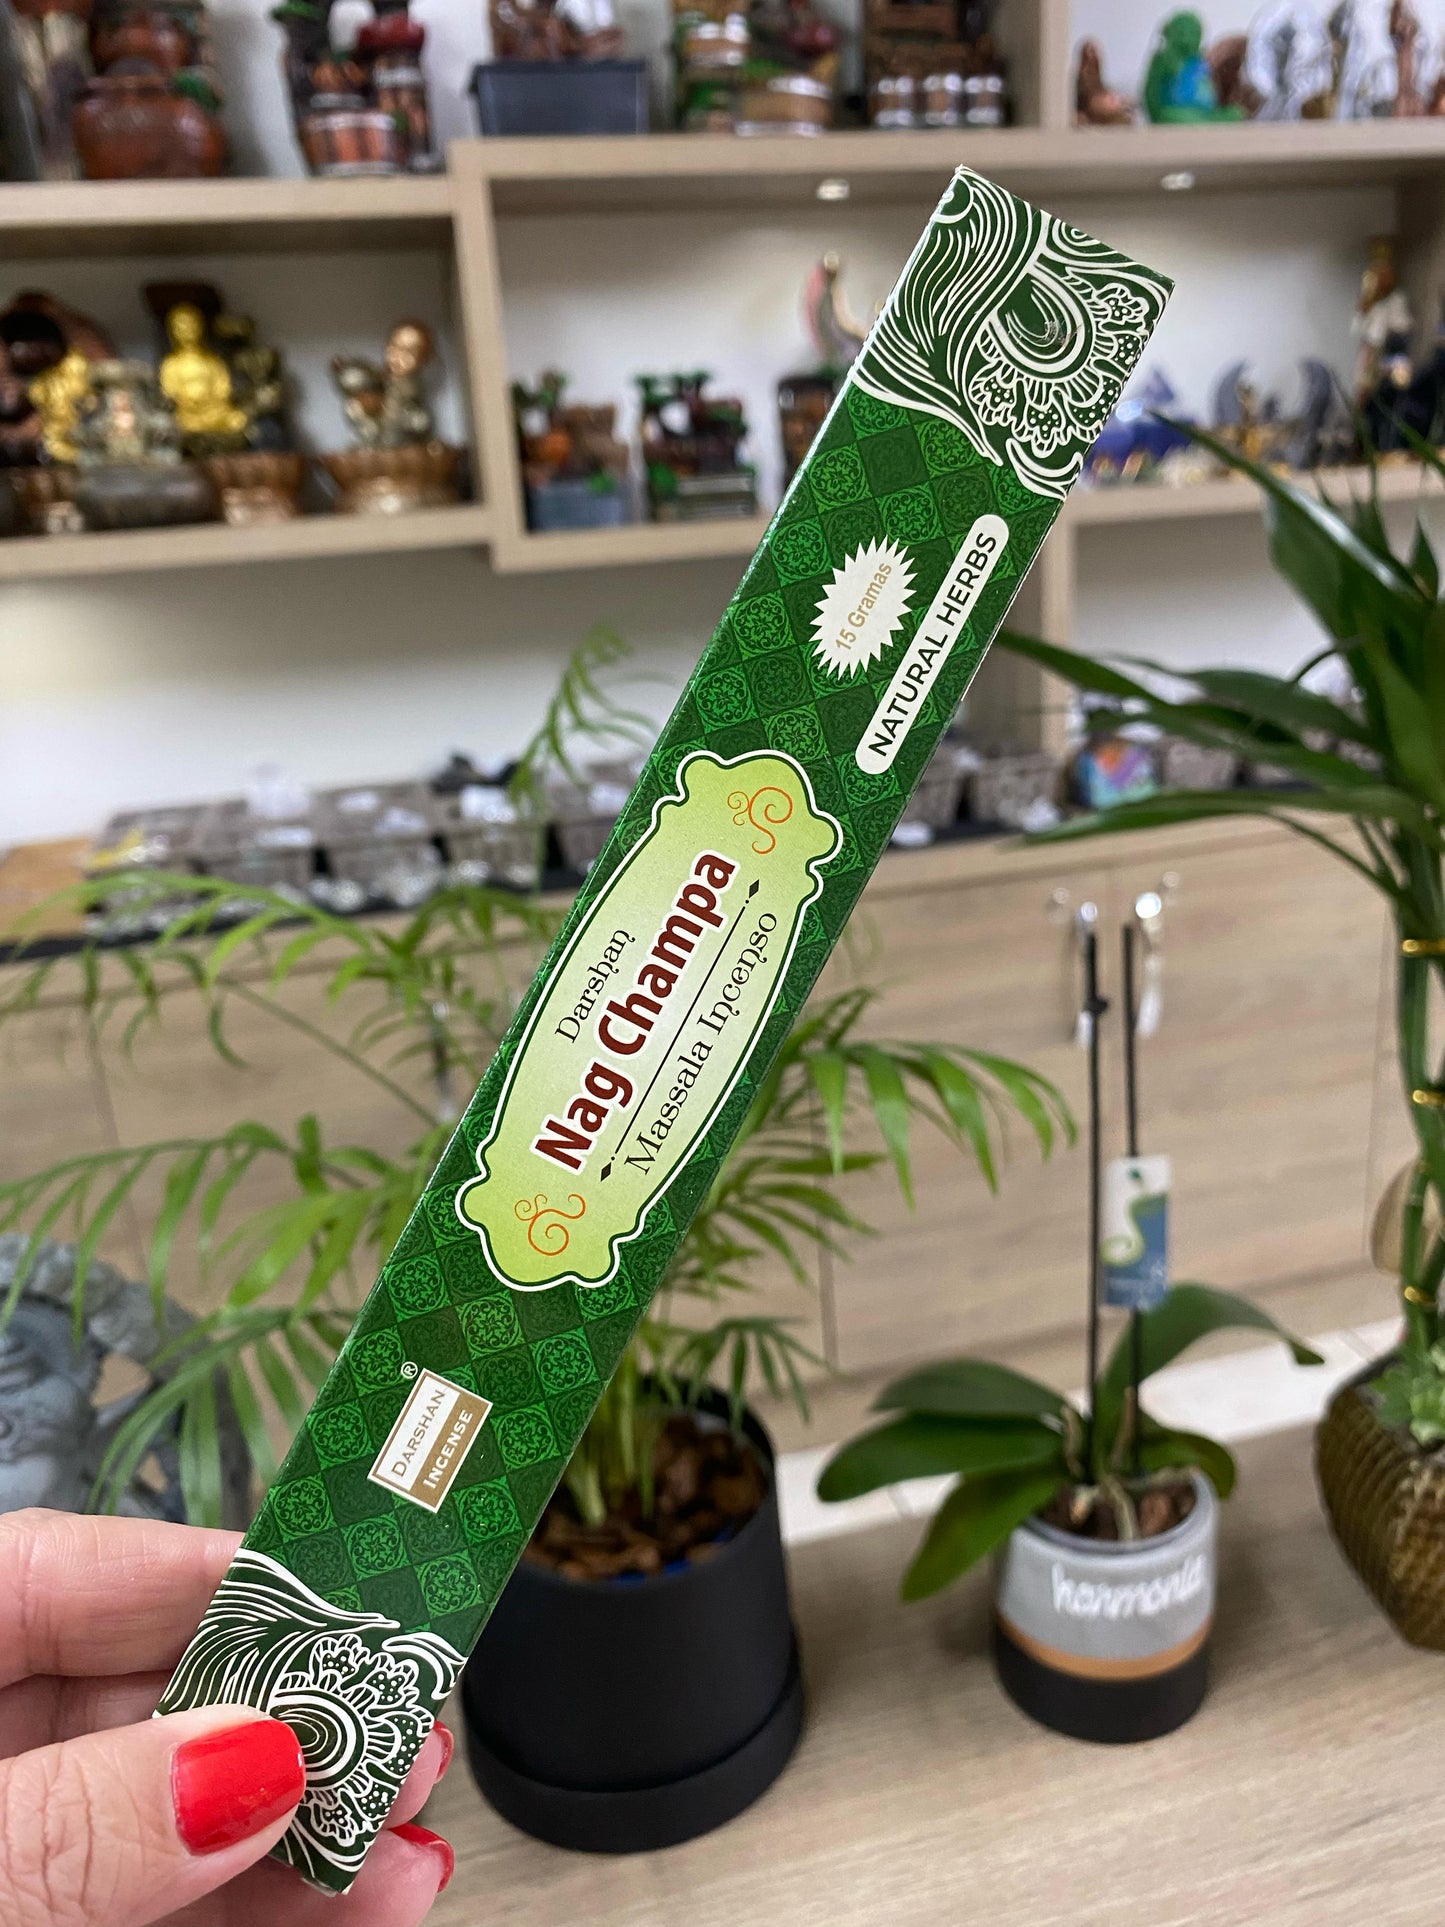 15 Gramas
NATURAL HERBS
Darshan
Nag Champa
Massala Incenso
DARSHAN ®
INCENSE
harmonia